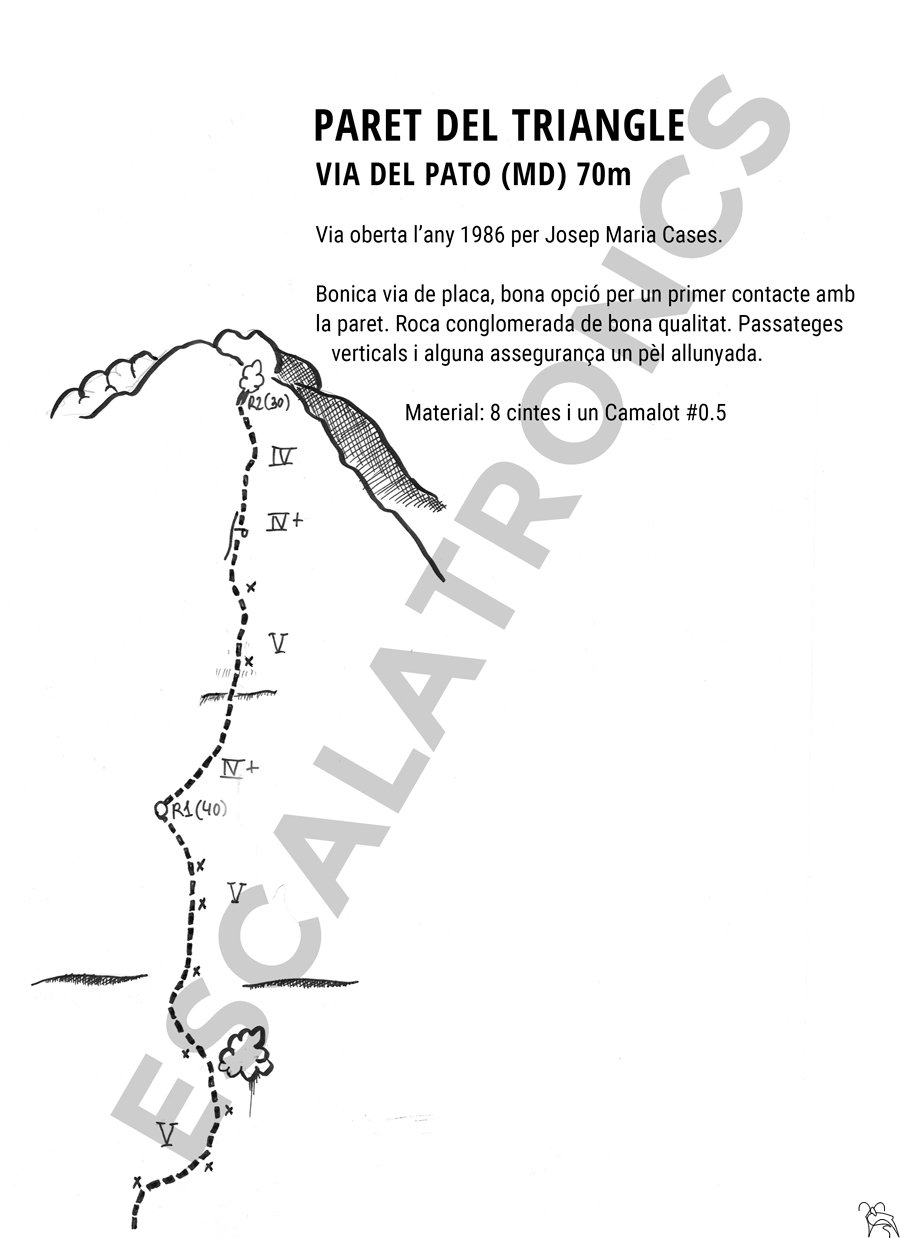 PARET DEL TRIANGLE
VIA DEL PATO (MD) 70m
Via oberta l’any 1986 per Josep Maria Cases.
Bonica via de placa, bona opció per un primer contacte amb
la paret. Roca conglomerada de bona qualitat. Passateges
verticals i alguna assegurança un pèl allunyada.
Material: 8 cintes i un Camalot #0.5
R2(30)
IV
IV+
V
IV+
R1(40)
V
V
ESCALATRONCS